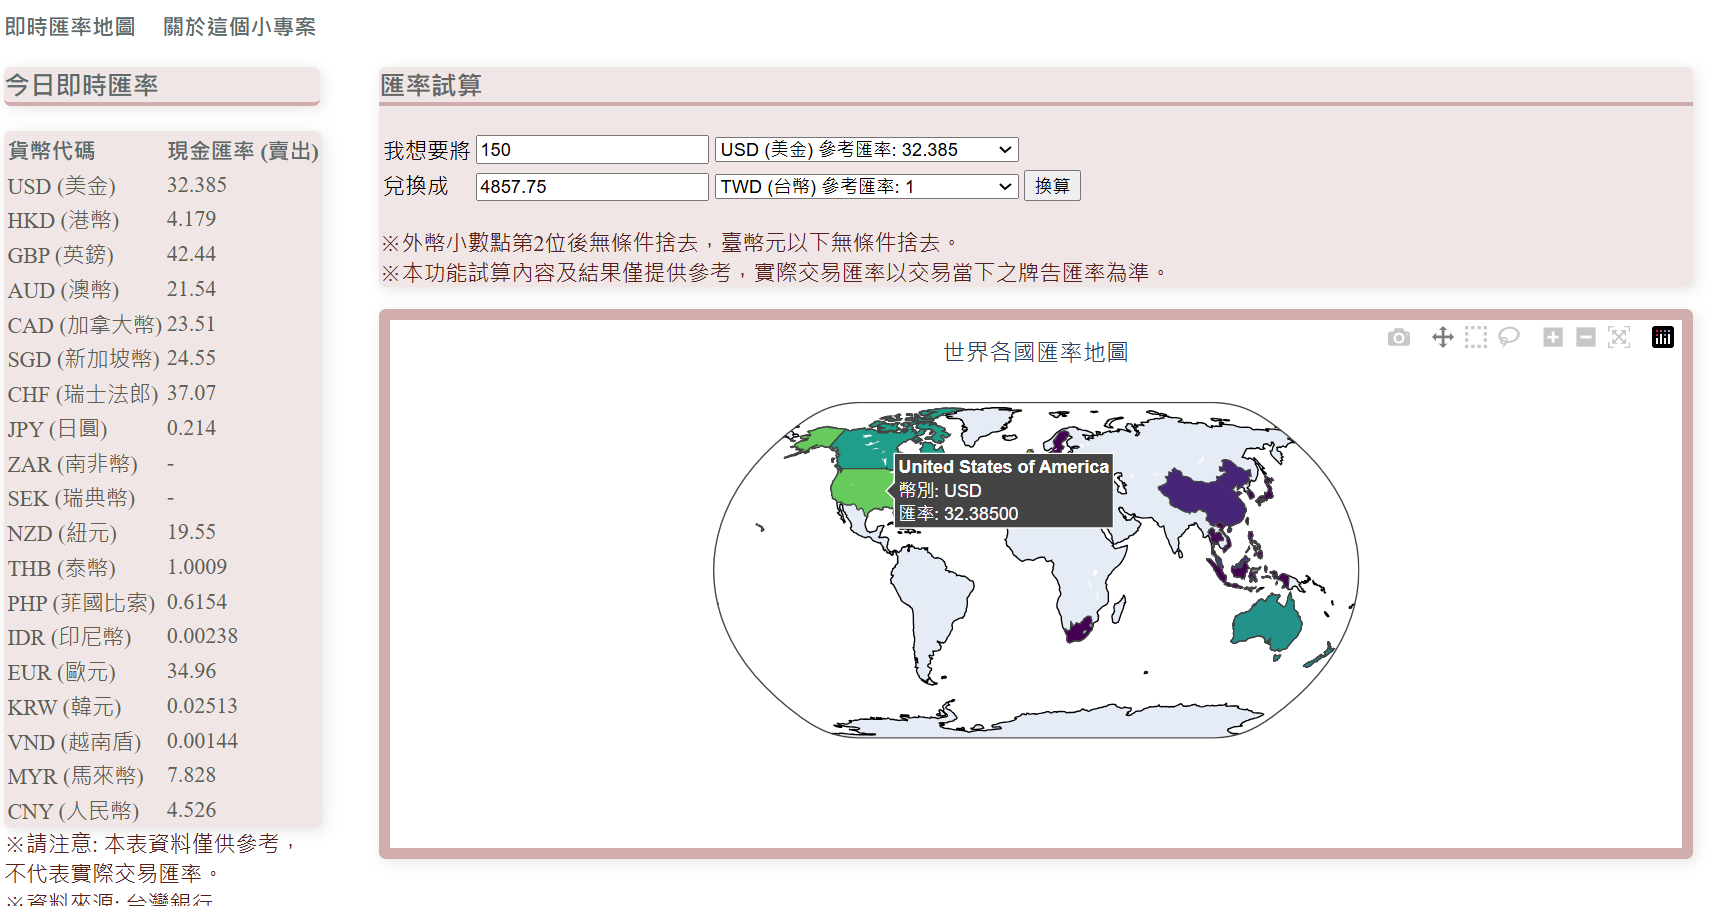 即時匯率地圖 關於這個小專案
今日即時匯率
貨幣代碼 現金匯率 (賣出)
USD (美金) 32.385
HKD (港幣) 4.179
GBP (英鎊) 42.44
AUD (澳幣) 21.54
CAD (加拿大幣) 23.51
SGD (新加坡幣) 24.55
CHF (瑞士法郎) 37.07
JPY (日圓) 0.214
ZAR (南非幣) -
SEK (瑞典幣) -
NZD (紐元) 19.55
THB (泰幣) 1.0009
PHP (菲國比索) 0.6154
IDR (印尼幣) 0.00238
EUR (歐元) 34.96
KRW (韓元) 0.02513
VND (越南盾) 0.00144
MYR (馬來幣) 7.828
CNY (人民幣) 4.526
※請注意: 本表資料僅供參考，
不代表實際交易匯率。
※資料來源: 台灣銀行
匯率試算
我想要將 150 USD (美金) 參考匯率: 32.385
兌換成 4857.75 TWD (台幣) 參考匯率: 1 換算
※外幣小數點第2位後無條件捨去，臺幣元以下無條件捨去。
※本功能試算內容及結果僅提供參考，實際交易匯率以交易當下之牌告匯率為準。
世界各國匯率地圖
United States of America
幣別: USD
匯率: 32.38500